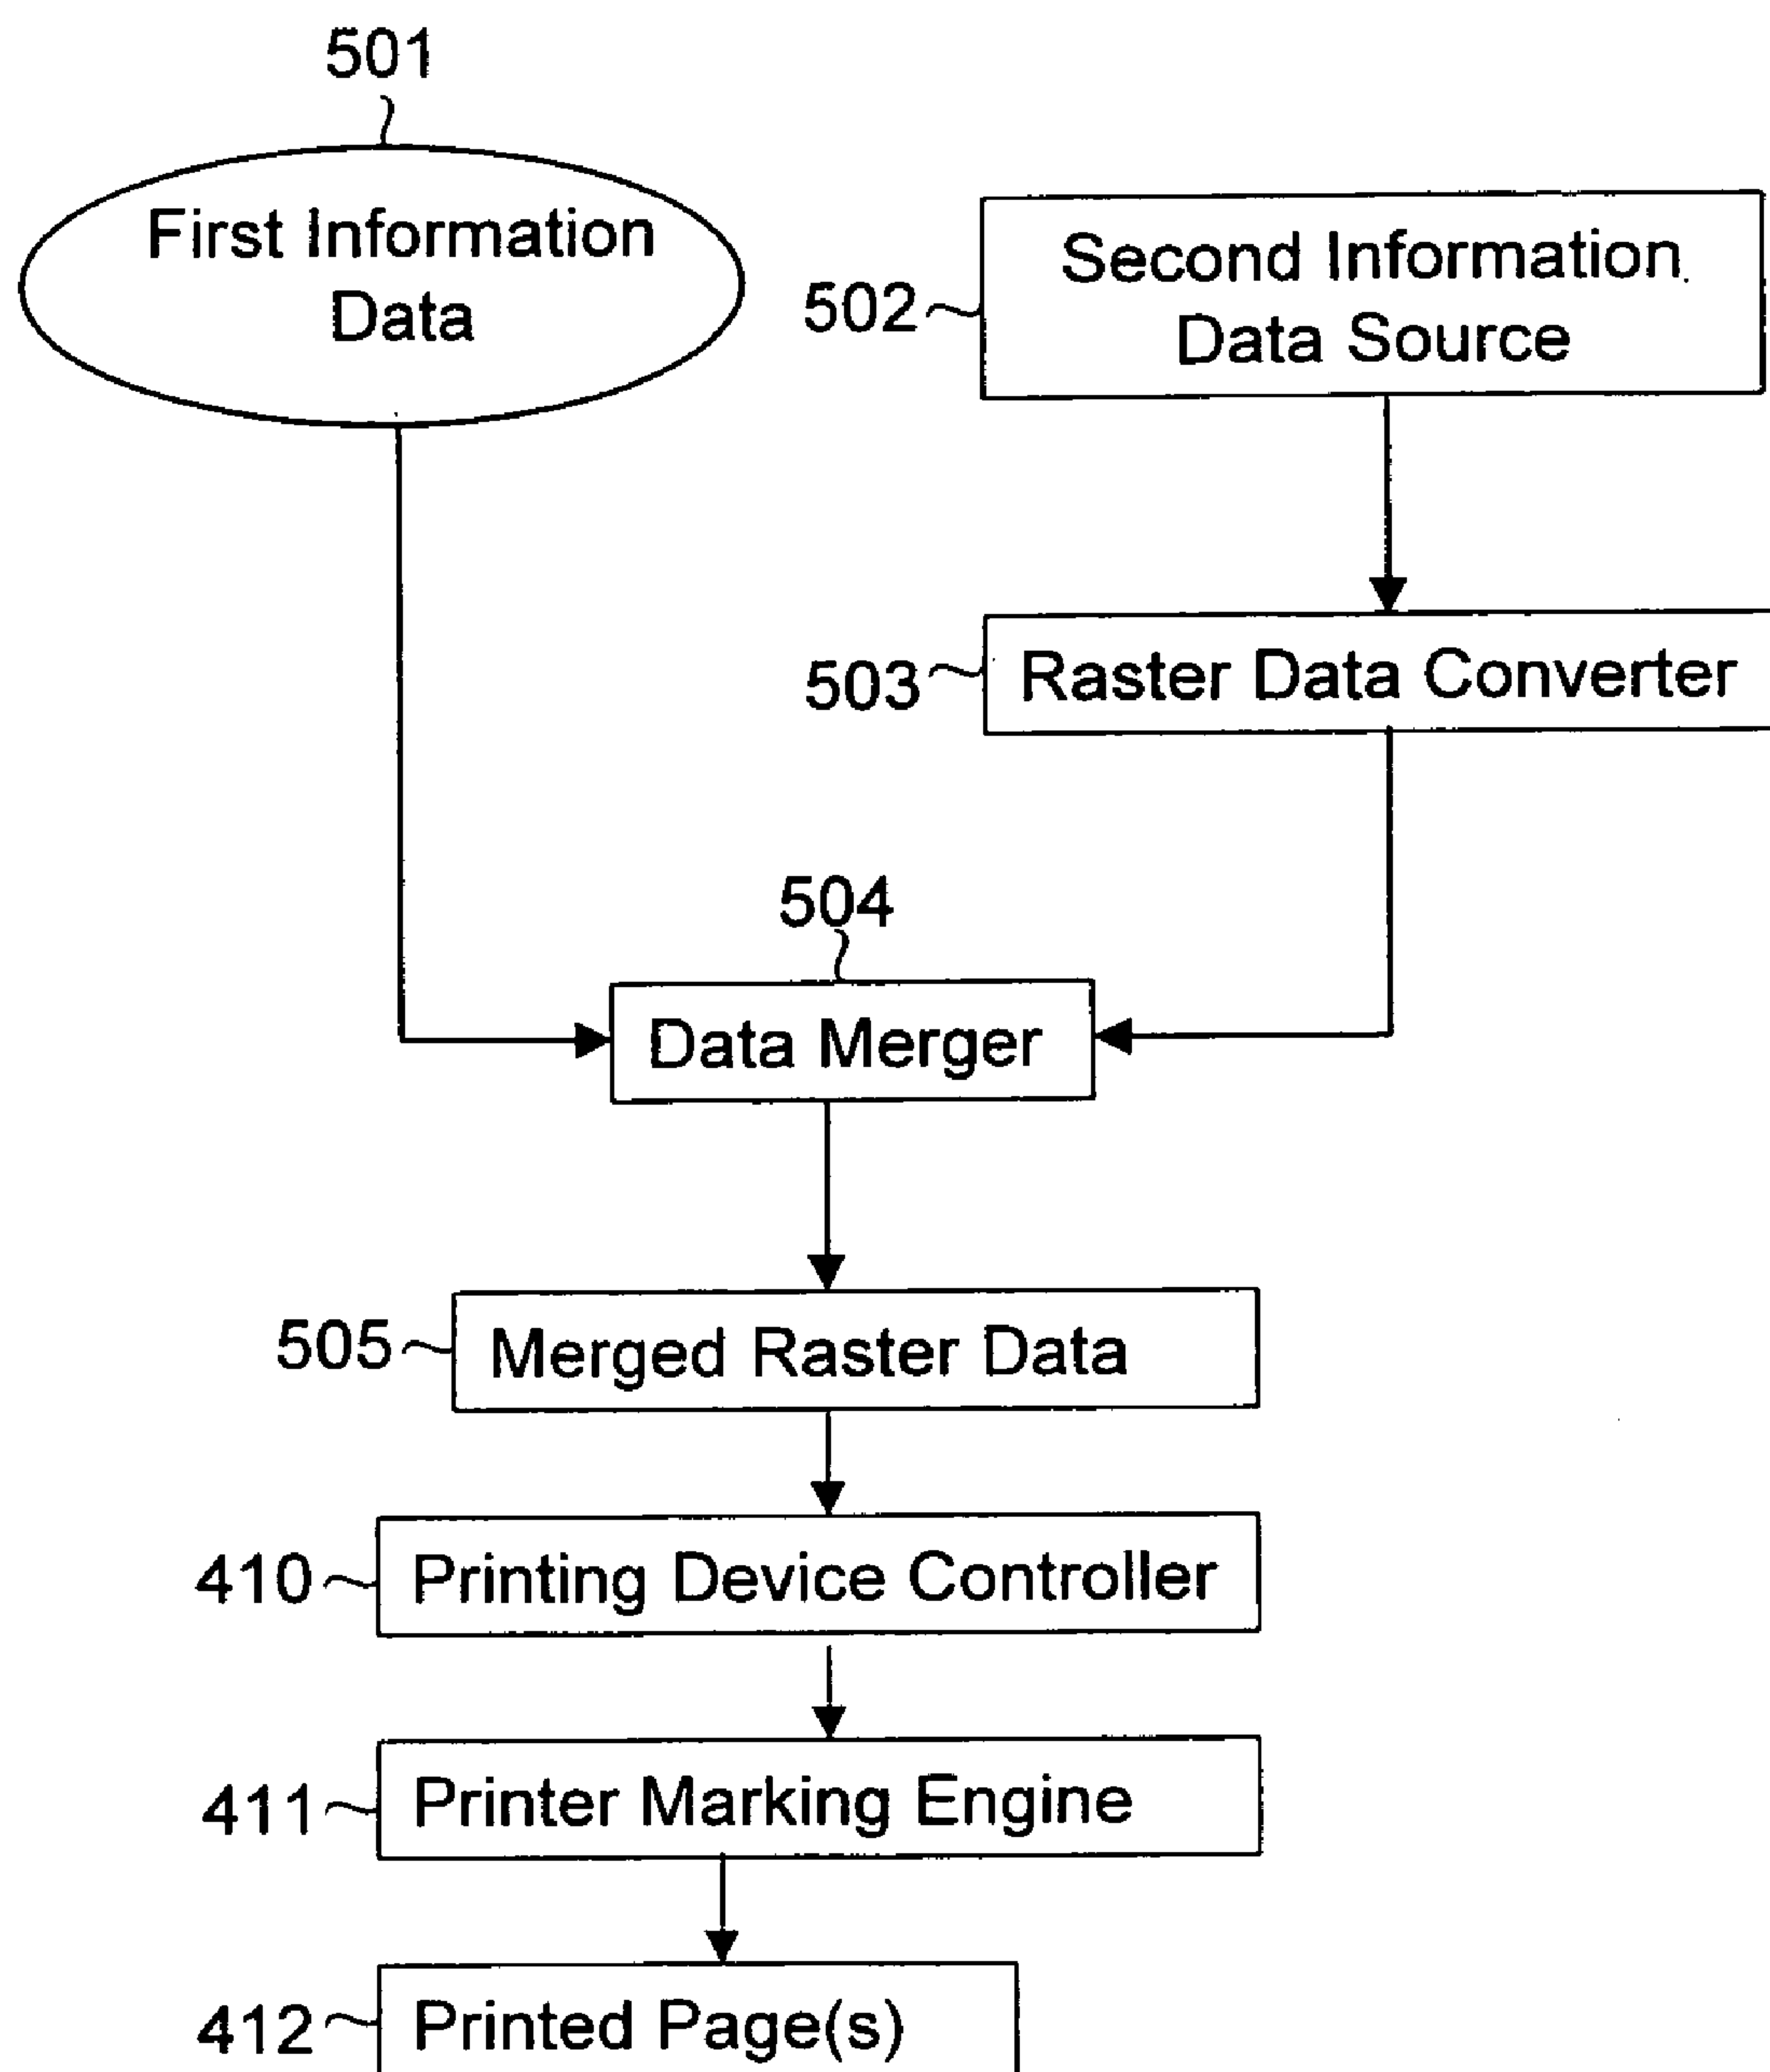 501
First Information
Data
502
Second Information
Data Source
503
Raster Data Converter
504
Data Merger
505
Merged Raster Data
410
Printing Device Controller
411
Printer Marking Engine
412
Printed Page(s)